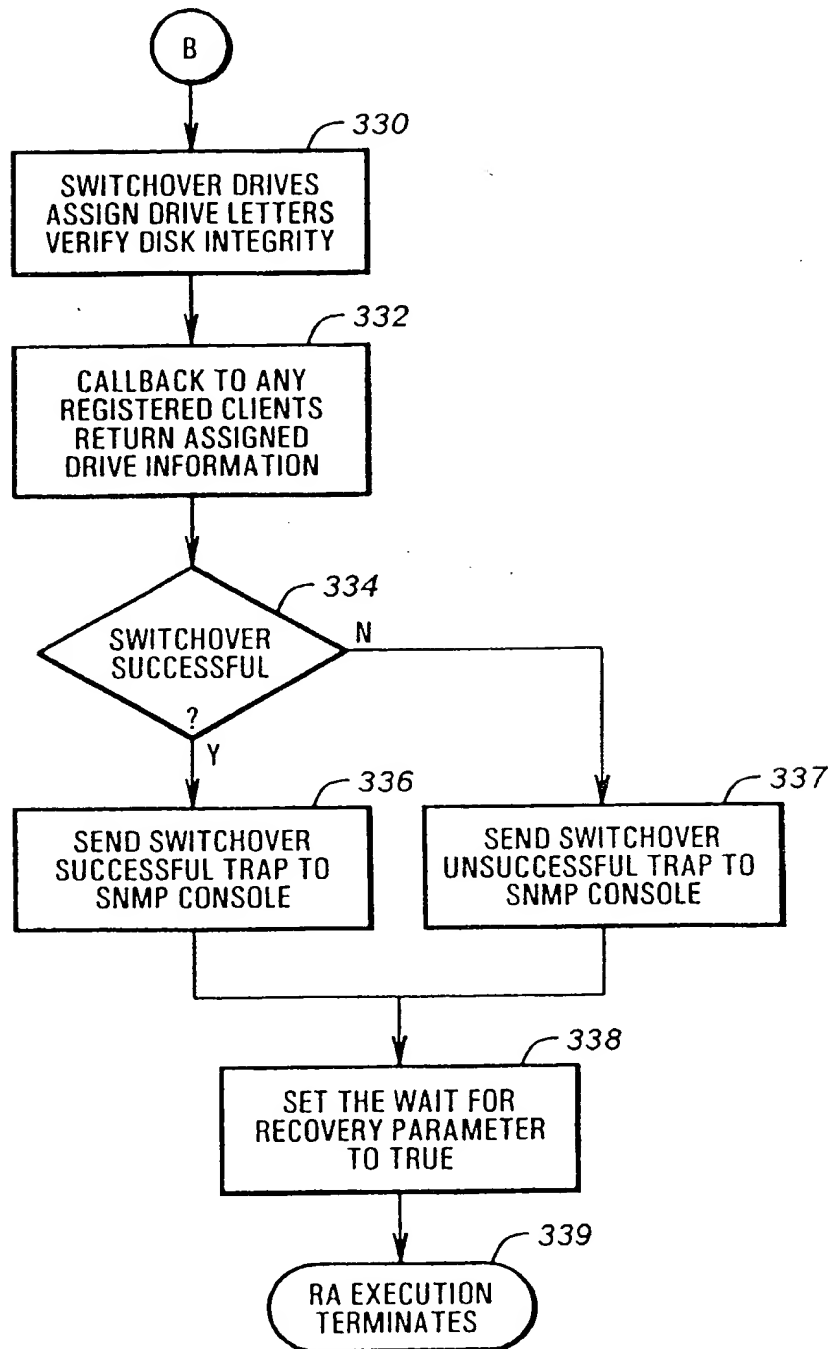 B
330
SWITCHOVER DRIVES
ASSIGN DRIVE LETTERS
VERIFY DISK INTEGRITY
332
CALLBACK TO ANY
REGISTERED CLIENTS
RETURN ASSIGNED
DRIVE INFORMATION
334
SWITCHOVER
SUCCESSFUL
?
N
Y
336
SEND SWITCHOVER
SUCCESSFUL TRAP TO
SNMP CONSOLE
337
SEND SWITCHOVER
UNSUCCESSFUL TRAP TO
SNMP CONSOLE
338
SET THE WAIT FOR
RECOVERY PARAMETER
TO TRUE
339
RA EXECUTION
TERMINATES